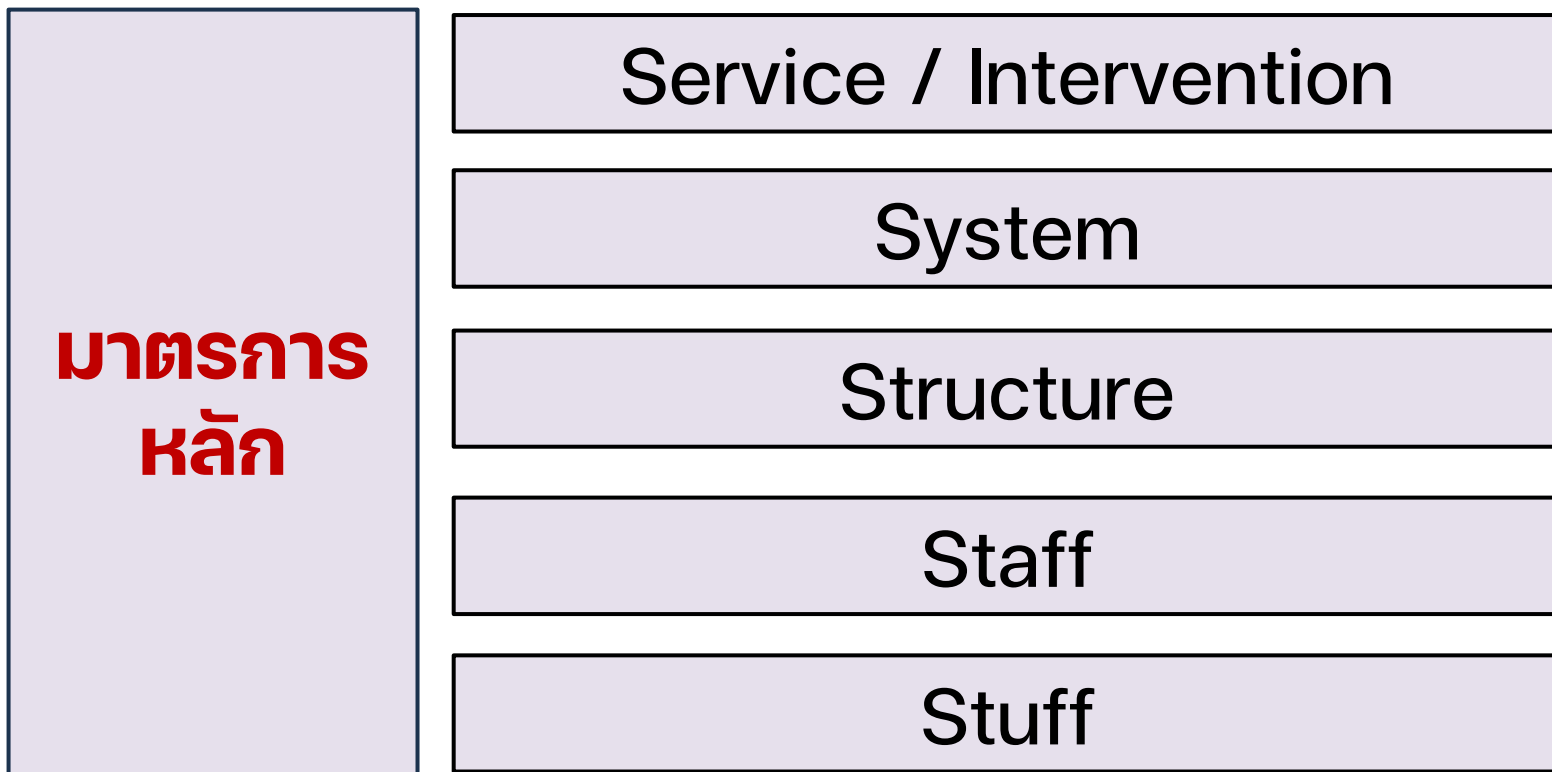 มาตรการ
หลัก
Service / Intervention
System
Structure
Staff
Stuff